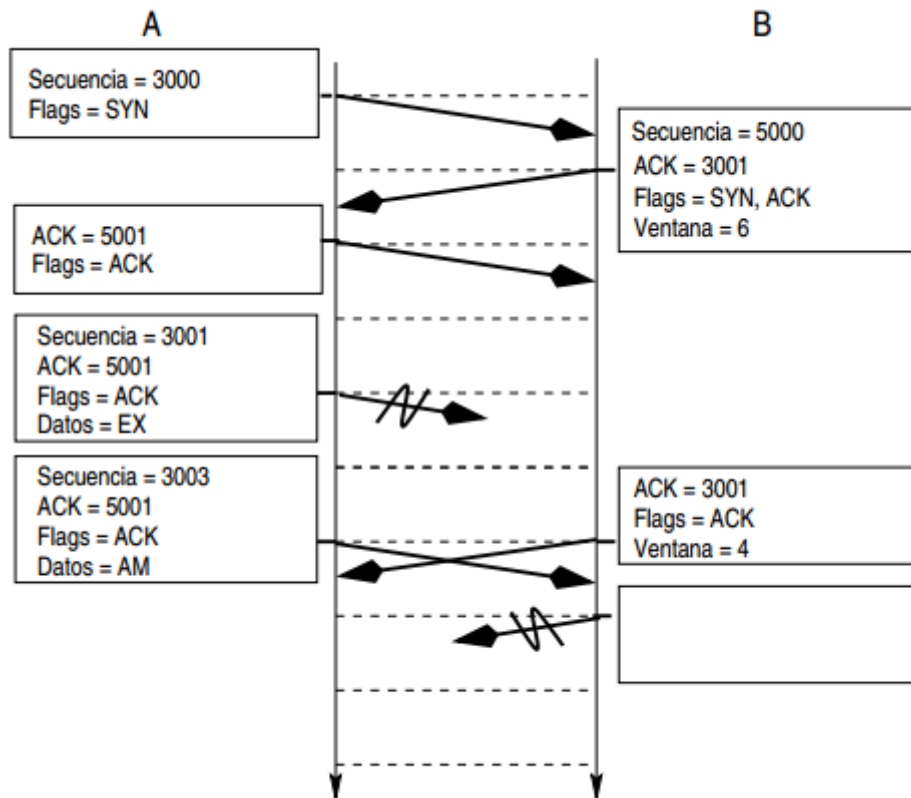 A
B
Secuencia = 3000
Flags = SYN
Secuencia = 5000
ACK = 3001
Flags = SYN, ACK
Ventana = 6
ACK = 5001
Flags = ACK
Secuencia = 3001
ACK = 5001
Flags = ACK
Datos = EX
Secuencia = 3003
ACK = 5001
Flags = ACK
Datos = AM
ACK = 3001
Flags = ACK
Ventana = 4